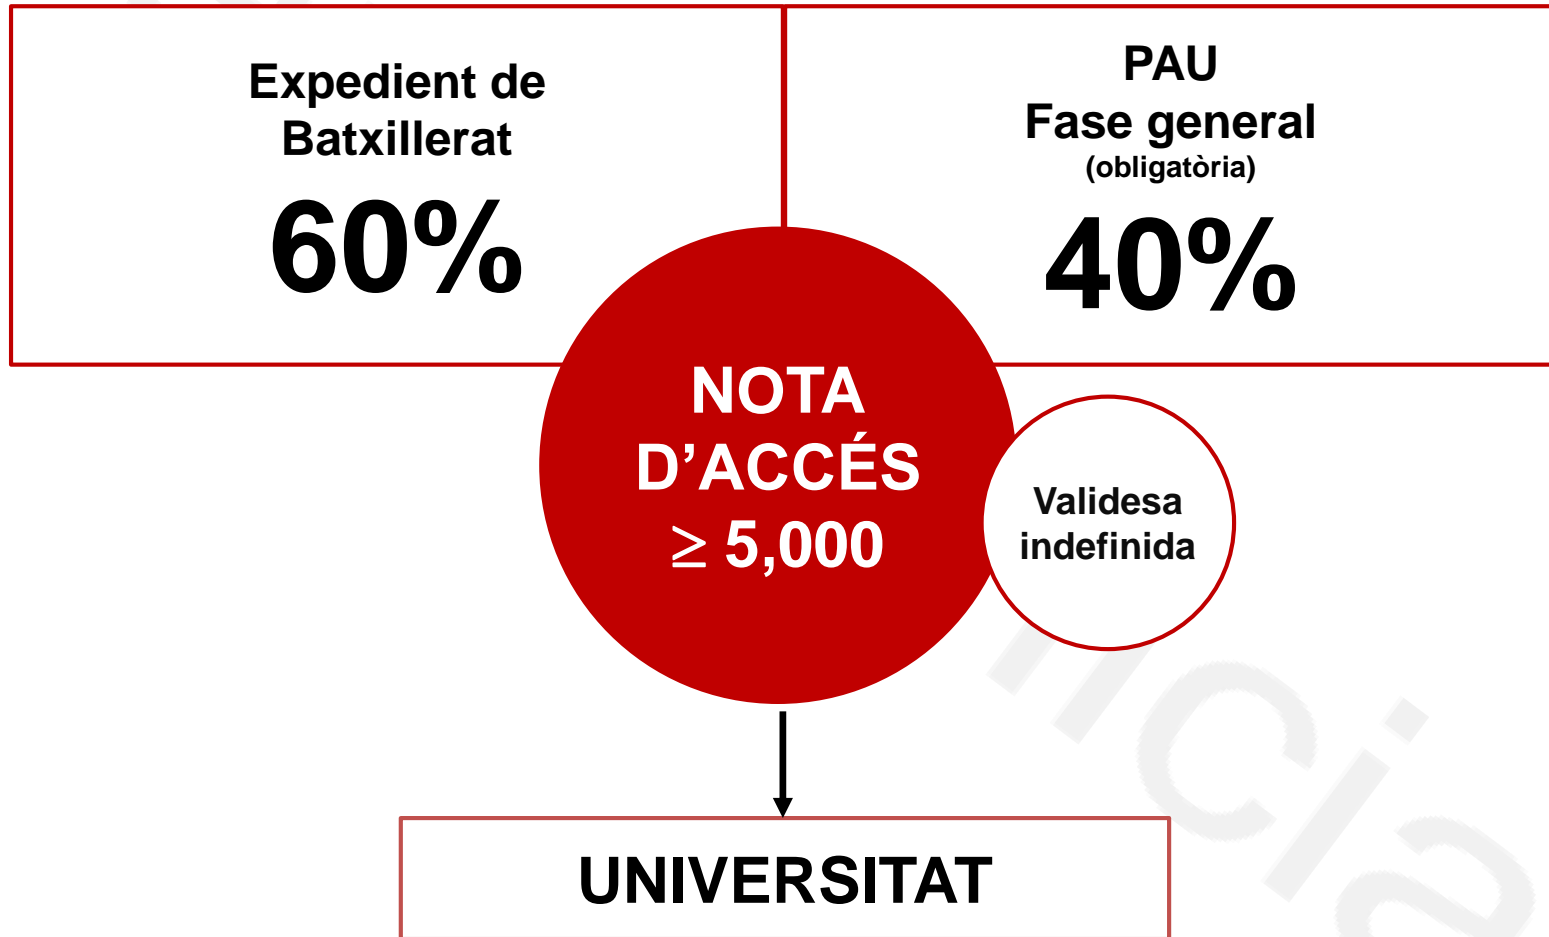 Expedient de
Batxillerat
60%
PAU
Fase general
(obligatòria)
40%
NOTA
D’ACCÉS
≥ 5,000
Validesa
indefinida
UNIVERSITAT